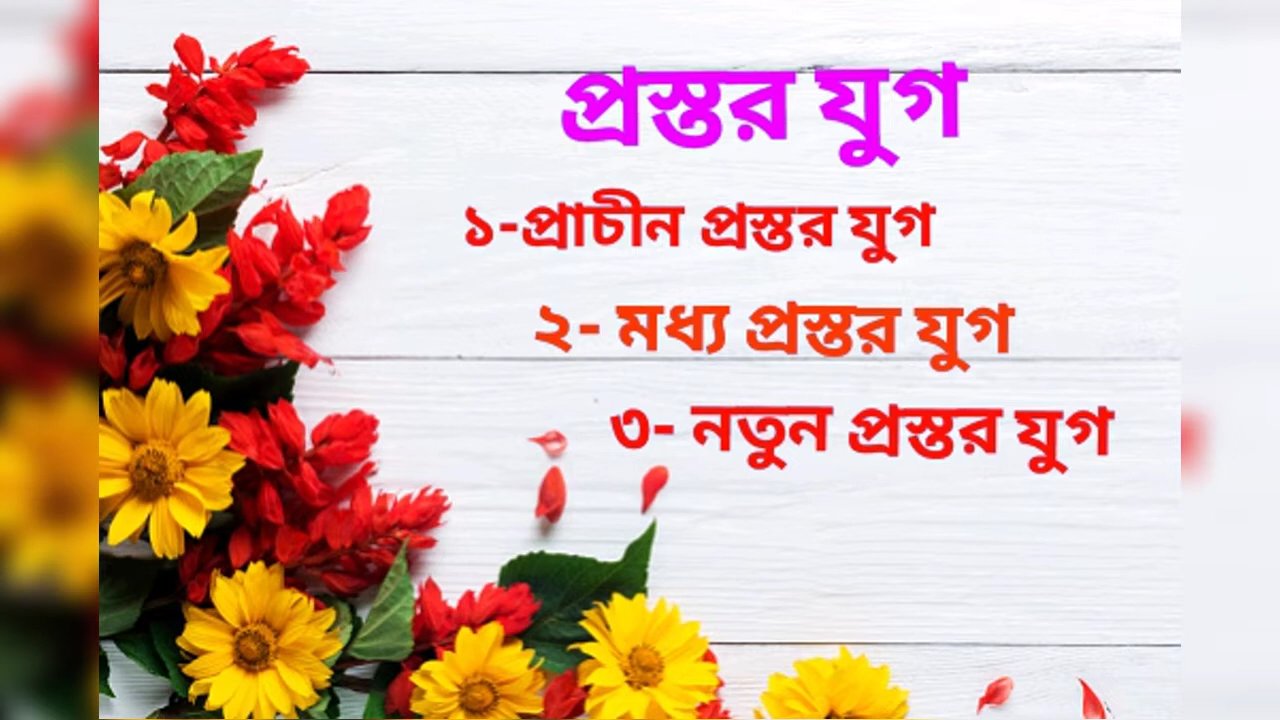 প্রস্তর যুগ
১-প্রাচীন প্রস্তর যুগ
২- মধ্য প্রস্তর যুগ
৩- নতুন প্রস্তর যুগ